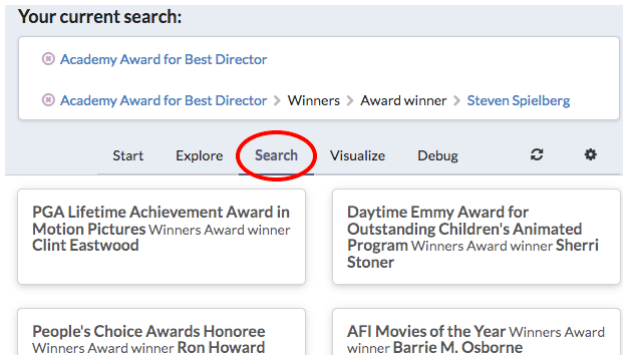 Your current search:
Academy Award for Best Director
Academy Award for Best Director > Winners > Award winner > Steven Spielberg
Start Explore Search Visualize Debug
PGA Lifetime Achievement Award in
Motion Pictures Winners Award winner
Clint Eastwood
Daytime Emmy Award for
Outstanding Children's Animated
Program Winners Award winner Sherri
Stoner
People's Choice Awards Honoree
Winners Award winner Ron Howard
AFI Movies of the Year Winners Award
winner Barrie M. Osborne